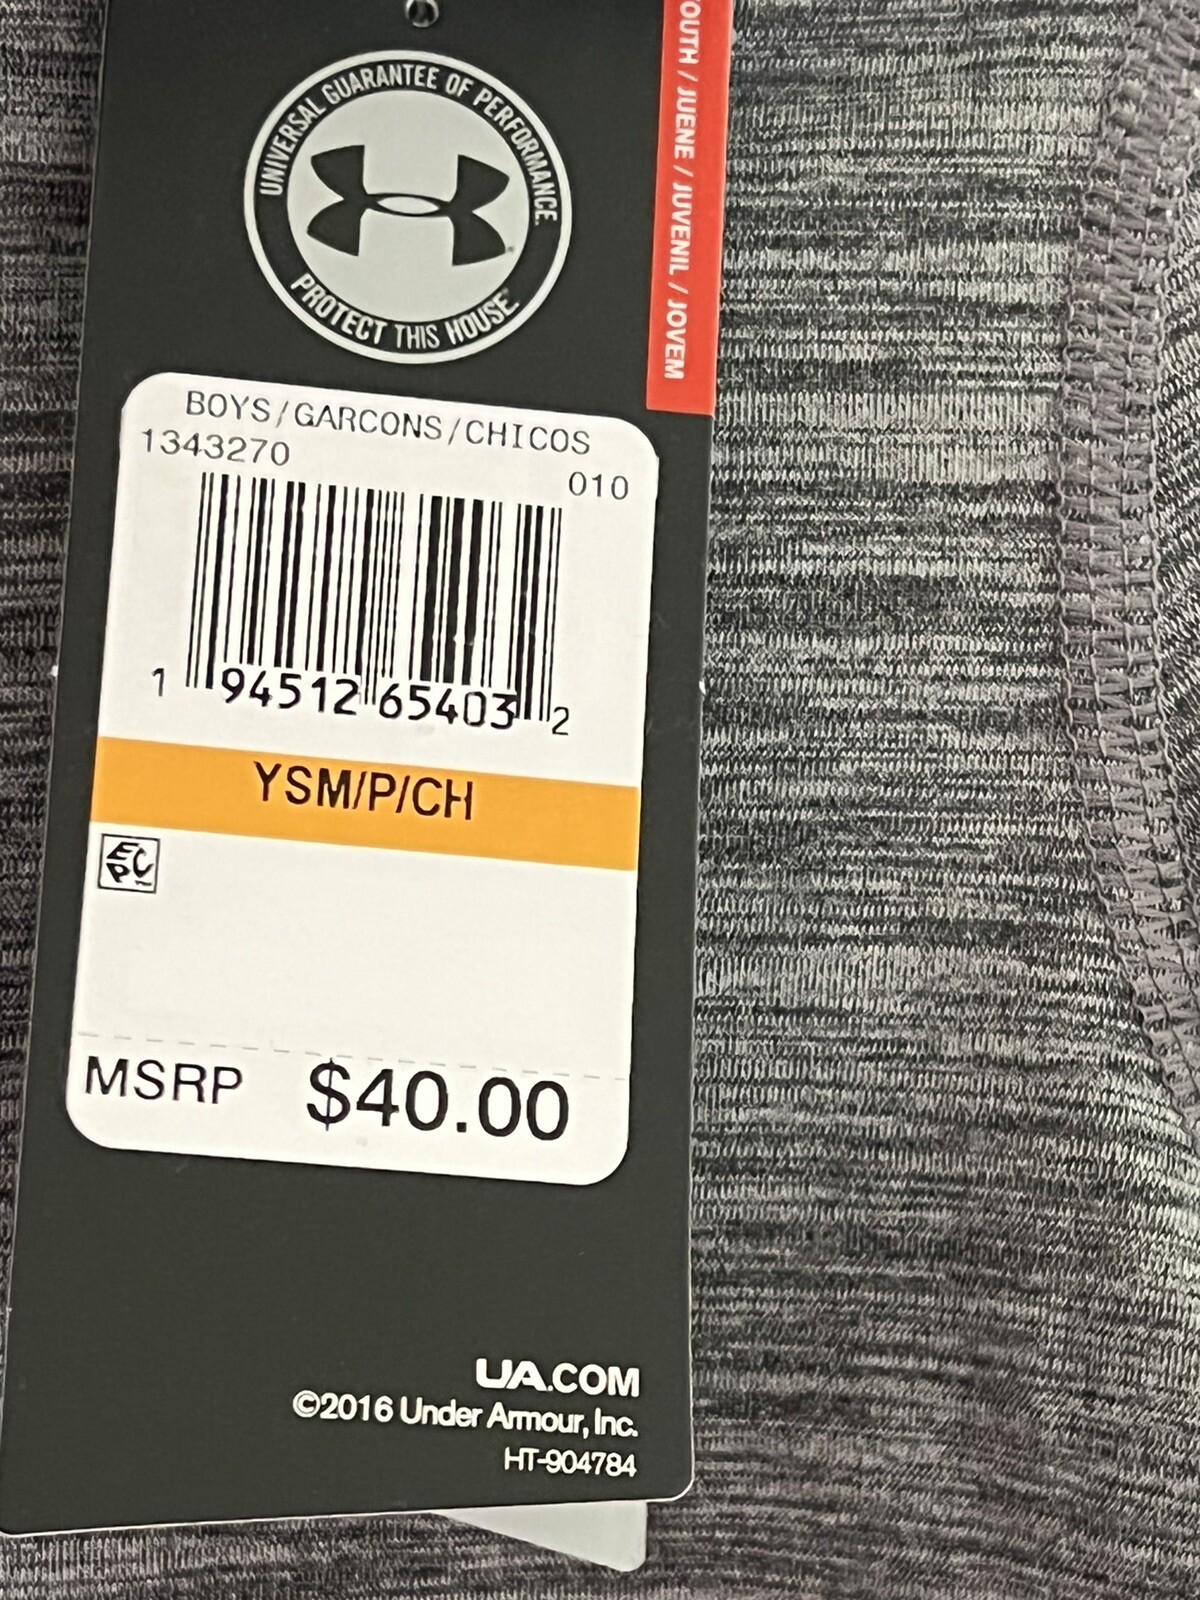 UNIVERSAL GUARANTEE OF PERFORMANCE
PROTECT THIS HOUSE
OUTH / JUENE / JUVENIL / JOVEM
BOYS/GARCONS/CHICOS
1343270
010
1 94512 65403 2
YSM/P/CH
EPC
MSRP $40.00
UA.COM
©2016 Under Armour, Inc.
HT-904784